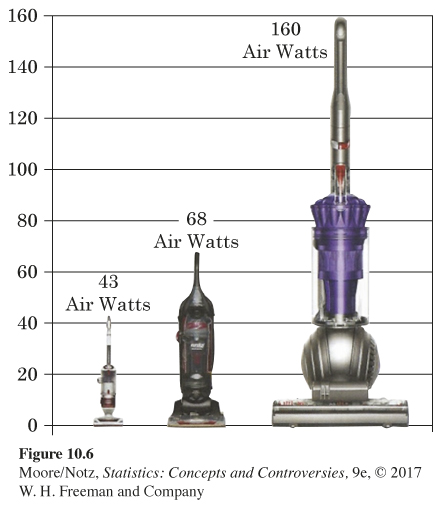 160
140
120
100
80
60
40
20
0
160
Air Watts
68
Air Watts
43
Air Watts
Figure 10.6
Moore/Notz, Statistics: Concepts and Controversies, 9e, © 2017
W. H. Freeman and Company